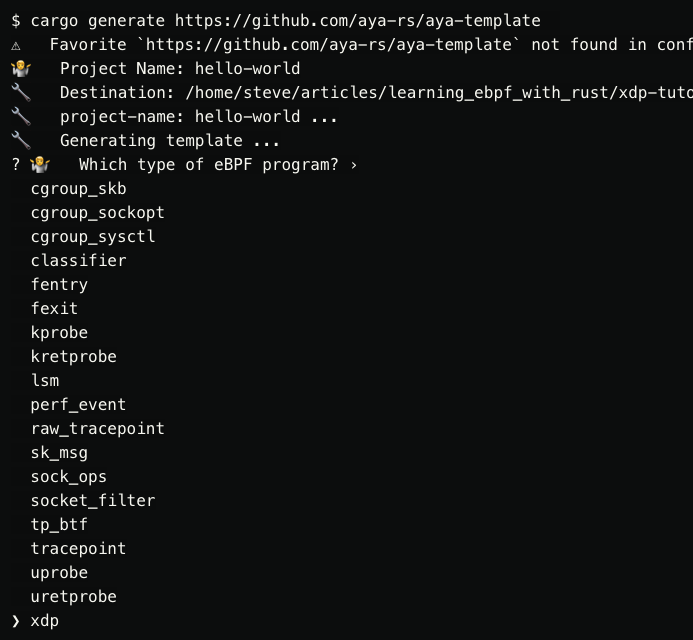 $ cargo generate https://github.com/aya-rs/aya-template
⚠️   Favorite `https://github.com/aya-rs/aya-template` not found in conf
🤷   Project Name: hello-world
🔧   Destination: /home/steve/articles/learning_ebpf_with_rust/xdp-tuto
🔧   project-name: hello-world ...
🔧   Generating template ...
? 🤷   Which type of eBPF program? ›
cgroup_skb
cgroup_sockopt
cgroup_sysctl
classifier
fentry
fexit
kprobe
kretprobe
lsm
perf_event
raw_tracepoint
sk_msg
sock_ops
socket_filter
tp_btf
tracepoint
uprobe
uretprobe
❯ xdp